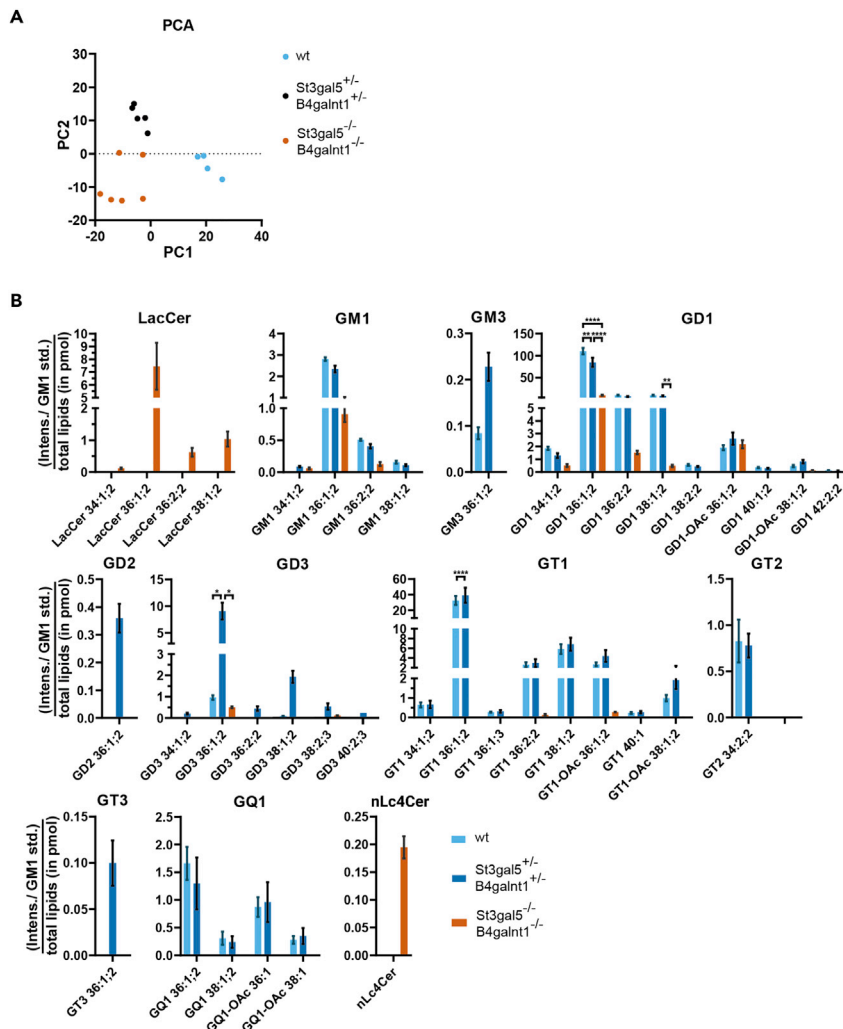 A
PCA
PC2
30
20
10
0
-10
-20
-20
0
20
40
PC1
wt
St3gal5+/-
B4galnt1+/-
St3gal5-/-
B4galnt1-/-
B
(Intens./ GM1 std.)
total lipids (in pmol)
LacCer
10
9
8
7
6
5
2
1
0
LacCer 34:1;2
LacCer 36:1;2
LacCer 36:2;2
LacCer 38:1;2
GM1
4
3
2
1
1.0
0.5
0.0
GM1 34:1;2
GM1 36:1;2
GM1 36:2;2
GM1 38:1;2
GM3
0.3
0.2
0.1
0.0
GM3 36:1;2
GD1
****
**
****
**
100
50
5
4
3
2
1
0
GD1 34:1;2
GD1 36:1;2
GD1 36:2;2
GD1 38:1;2
GD1 38:2;2
GD1-OAc 36:1;2
GD1 40:1;2
GD1-OAc 38:1;2
GD1 42:2;2
(Intens./ GM1 std.)
total lipids (in pmol)
GD2
0.5
0.4
0.3
0.2
0.1
0.0
GD2 36:1;2
GD3
*
*
15
10
5
3
2
1
0
GD3 34:1;2
GD3 36:1;2
GD3 36:2;2
GD3 38:1;2
GD3 38:2;3
GD3 40:2;3
GT1
****
60
40
20
8
6
4
2
2
1
0
GT1 34:1;2
GT1 36:1;2
GT1 36:1;3
GT1 36:2;2
GT1 38:1;2
GT1-OAc 36:1;2
GT1 40:1
GT1-OAc 38:1;2
GT2
1.5
1.0
0.5
0.0
GT2 34:2;2
(Intens./ GM1 std.)
total lipids (in pmol)
GT3
0.15
0.10
0.05
0.00
GT3 36:1;2
GQ1
2.5
2.0
1.5
1.0
0.5
0.0
GQ1 36:1;2
GQ1 38:1;2
GQ1-OAc 36:1
GQ1-OAc 38:1
nLc4Cer
0.25
0.20
0.15
0.10
0.05
0.00
nLc4Cer
wt
St3gal5+/-
B4galnt1+/-
St3gal5-/-
B4galnt1-/-